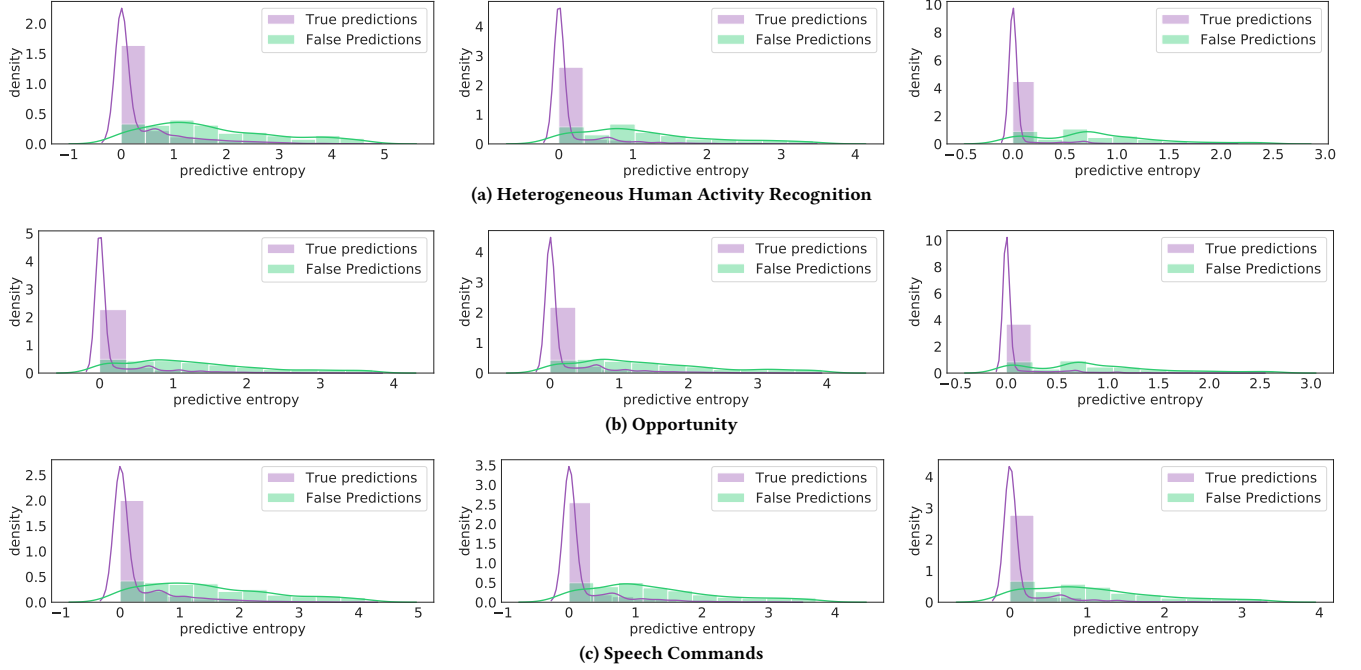 True predictions
False Predictions
density
2.0
1.5
1.0
0.5
0.0
−1 0 1 2 3 4 5
predictive entropy
True predictions
False Predictions
density
4
3
2
1
0
0 1 2 3 4
predictive entropy
True predictions
False Predictions
density
10
8
6
4
2
0
−0.5 0.0 0.5 1.0 1.5 2.0 2.5 3.0
predictive entropy
(a) Heterogeneous Human Activity Recognition
True predictions
False Predictions
density
5
4
3
2
1
0
0 1 2 3 4
predictive entropy
True predictions
False Predictions
density
4
3
2
1
0
0 1 2 3 4
predictive entropy
True predictions
False Predictions
density
10
8
6
4
2
0
−0.5 0.0 0.5 1.0 1.5 2.0 2.5 3.0
predictive entropy
(b) Opportunity
True predictions
False Predictions
density
2.5
2.0
1.5
1.0
0.5
0.0
−1 0 1 2 3 4 5
predictive entropy
True predictions
False Predictions
density
3.5
3.0
2.5
2.0
1.5
1.0
0.5
0.0
−1 0 1 2 3 4
predictive entropy
True predictions
False Predictions
density
4
3
2
1
0
0 1 2 3 4
predictive entropy
(c) Speech Commands